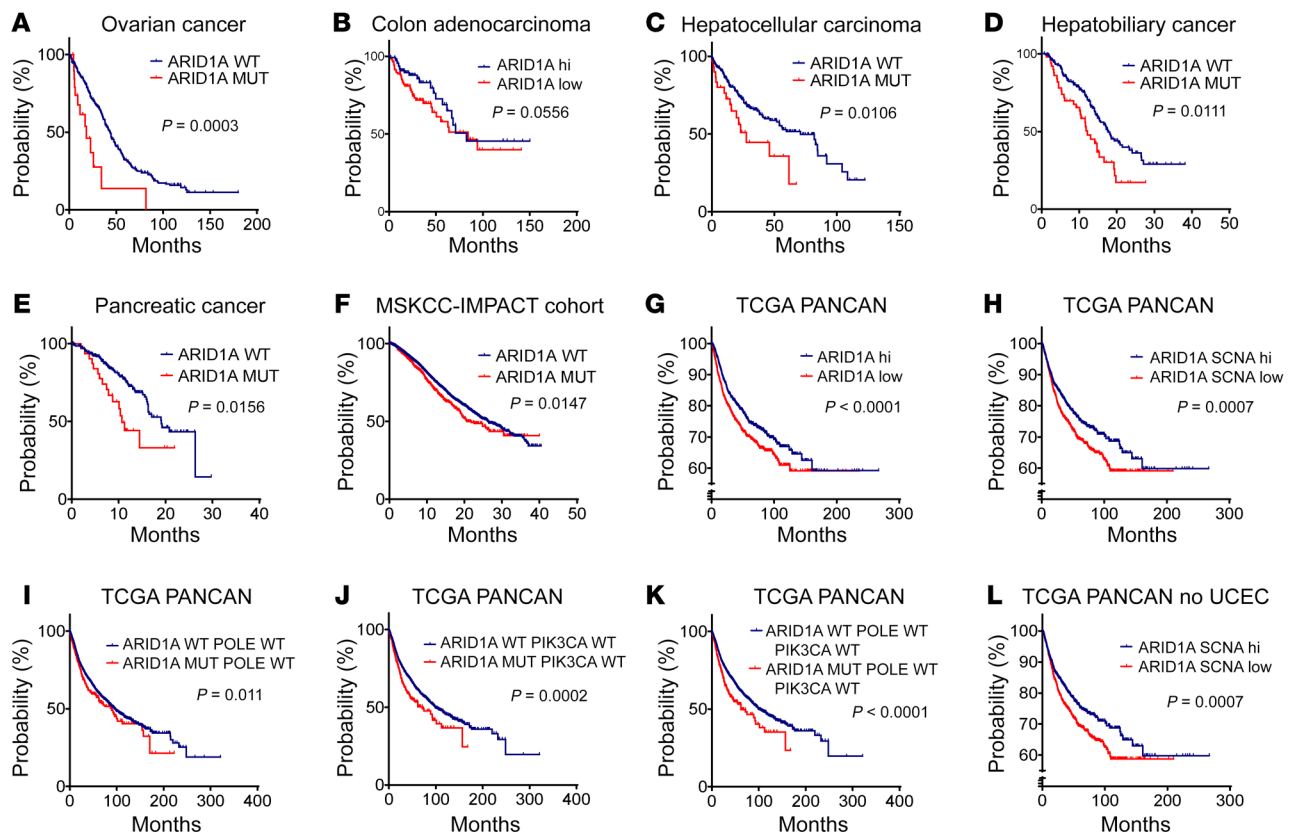 A Ovarian cancer
Probability (%)
100
50
0
0 50 100 150 200
Months
ARID1A WT
ARID1A MUT
P = 0.0003
B Colon adenocarcinoma
Probability (%)
100
50
0
0 50 100 150 200
Months
ARID1A hi
ARID1A low
P = 0.0556
C Hepatocellular carcinoma
Probability (%)
100
50
0
0 50 100 150
Months
ARID1A WT
ARID1A MUT
P = 0.0106
D Hepatobiliary cancer
Probability (%)
100
50
0
0 10 20 30 40 50
Months
ARID1A WT
ARID1A MUT
P = 0.0111
E Pancreatic cancer
Probability (%)
100
50
0
0 10 20 30 40
Months
ARID1A WT
ARID1A MUT
P = 0.0156
F MSKCC-IMPACT cohort
Probability (%)
100
50
0
0 10 20 30 40 50
Months
ARID1A WT
ARID1A MUT
P = 0.0147
G TCGA PANCAN
Probability (%)
100
90
80
70
60
0 100 200 300
Months
ARID1A hi
ARID1A low
P < 0.0001
H TCGA PANCAN
Probability (%)
100
90
80
70
60
0 100 200 300
Months
ARID1A SCNA hi
ARID1A SCNA low
P = 0.0007
I TCGA PANCAN
Probability (%)
100
50
0
0 100 200 300 400
Months
ARID1A WT POLE WT
ARID1A MUT POLE WT
P = 0.011
J TCGA PANCAN
Probability (%)
100
50
0
0 100 200 300 400
Months
ARID1A WT PIK3CA WT
ARID1A MUT PIK3CA WT
P = 0.0002
K TCGA PANCAN
Probability (%)
100
50
0
0 100 200 300 400
Months
ARID1A WT POLE WT
PIK3CA WT
ARID1A MUT POLE WT
PIK3CA WT
P < 0.0001
L TCGA PANCAN no UCEC
Probability (%)
100
90
80
70
60
0 100 200 300
Months
ARID1A SCNA hi
ARID1A SCNA low
P = 0.0007